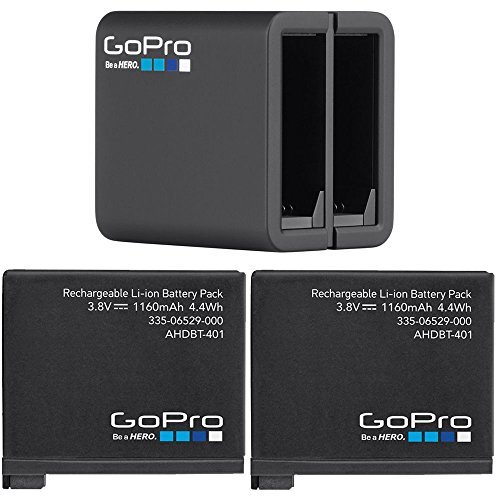 GoPro
Be a HERO.
Rechargeable Li-ion Battery Pack
3.8V⎓ 1160mAh 4.4Wh
335-06529-000
AHDBT-401
GoPro
Be a HERO.
Rechargeable Li-ion Battery Pack
3.8V⎓ 1160mAh 4.4Wh
335-06529-000
AHDBT-401
GoPro
Be a HERO.